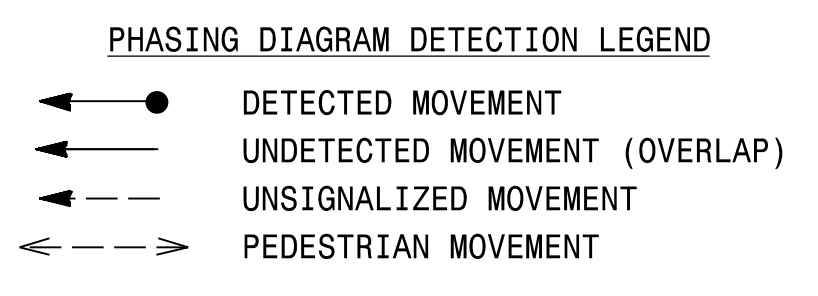 PHASING DIAGRAM DETECTION LEGEND
DETECTED MOVEMENT
UNDETECTED MOVEMENT (OVERLAP)
UNSIGNALIZED MOVEMENT
PEDESTRIAN MOVEMENT